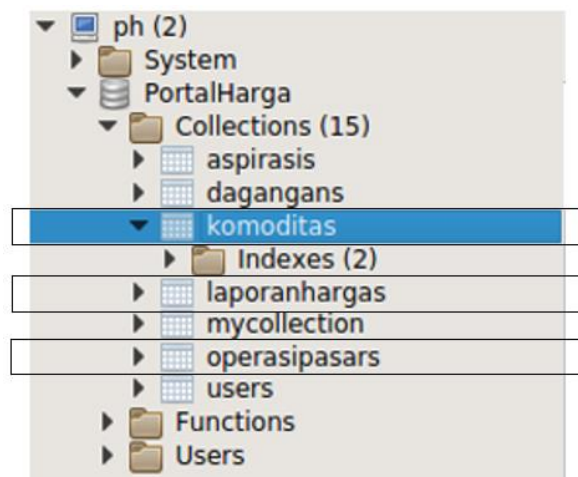 ph (2)
System
PortalHarga
Collections (15)
aspirasis
dagangans
komoditas
Indexes (2)
laporanhargas
mycollection
operasipasars
users
Functions
Users